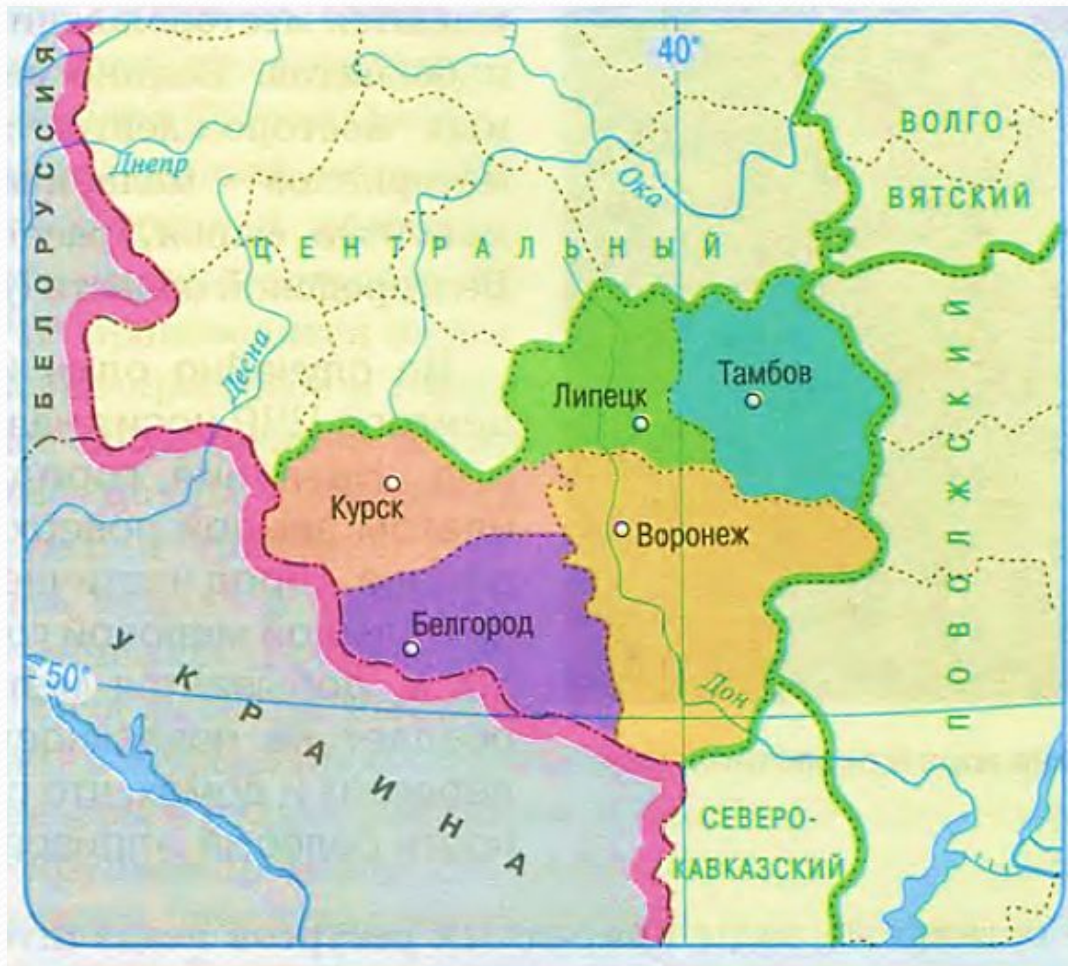 БЕЛОРУССИЯ
40°
ВОЛГО-
ВЯТСКИЙ
Днепр
Ока
ЦЕНТРАЛЬНЫЙ
Десна
Липецк
Тамбов
ПОВОЛЖСКИЙ
Курск
Воронеж
Белгород
УКРАИНА
50°
Дон
СЕВЕРО-
КАВКАЗСКИЙ